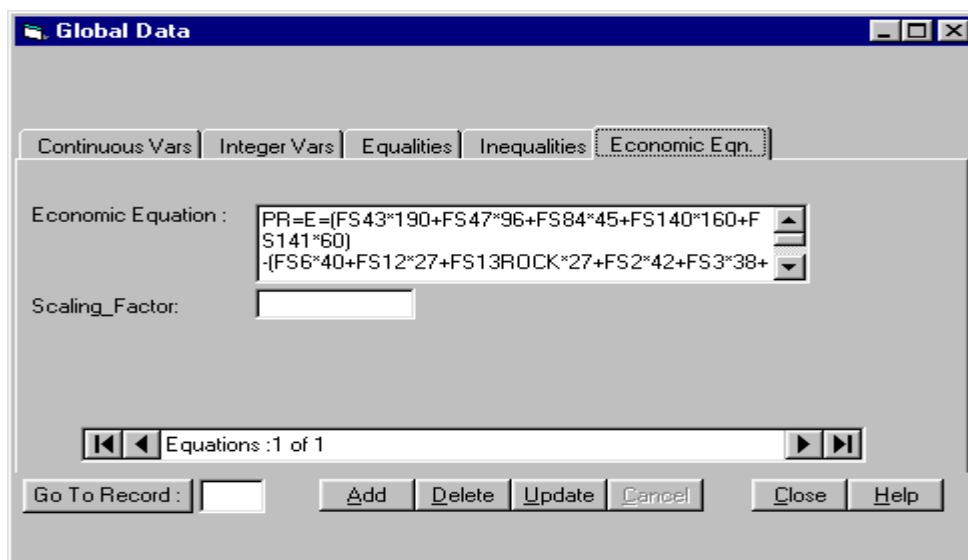 Global Data
Continuous Vars Integer Vars Equalities Inequalities Economic Eqn.
Economic Equation :
PR=E=(FS43*190+FS47*96+FS84*45+FS140*160+F
S141*60)
-(FS6*40+FS12*27+FS13ROCK*27+FS2*42+FS3*38+
Scaling_Factor:
Equations :1 of 1
Go To Record : Add Delete Update Cancel Close Help